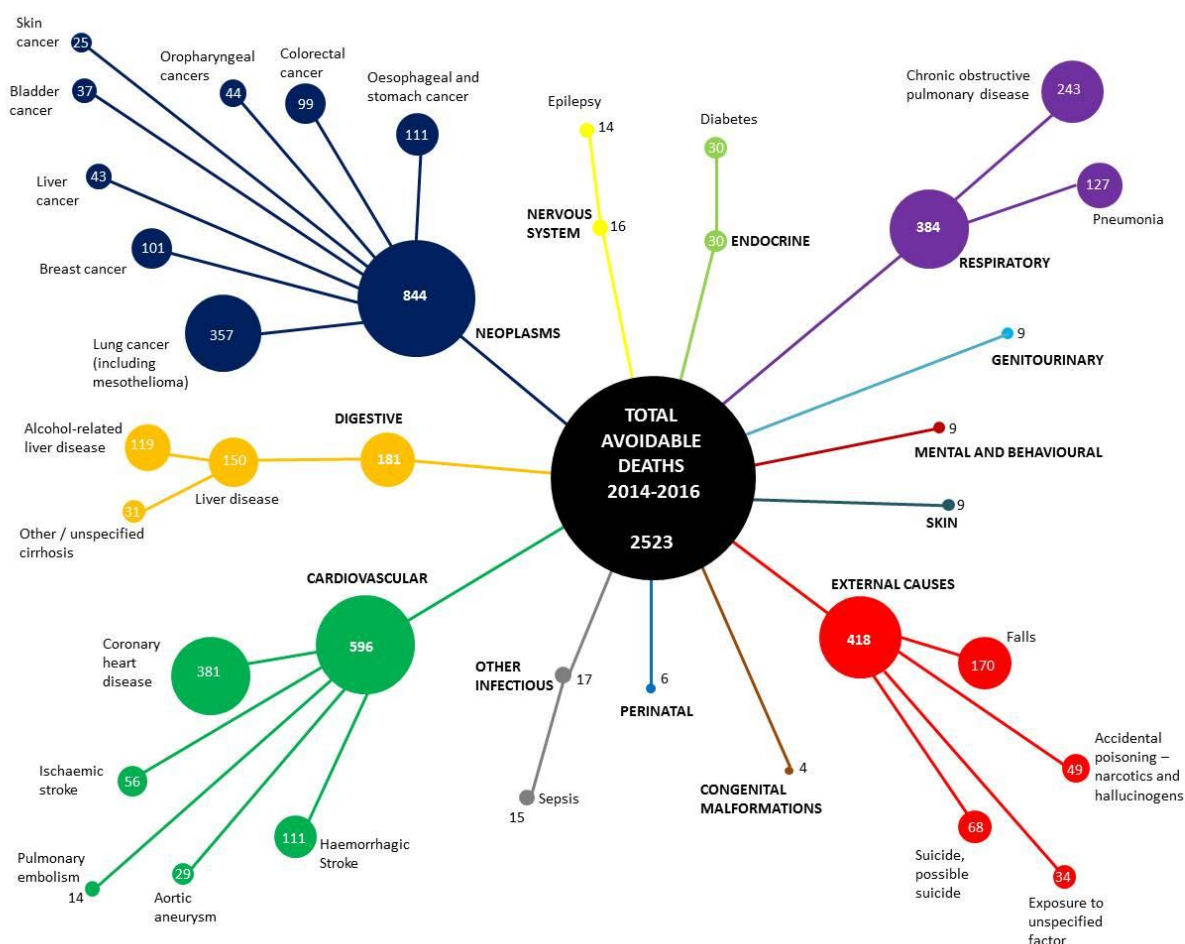 Skin
cancer
25
Bladder
cancer
37
Oropharyngeal
cancers
44
Colorectal
cancer
99
Oesophageal and
stomach cancer
111
Liver
cancer
43
Breast cancer
101
Lung cancer
(including
mesothelioma)
357
844
NEOPLASMS
Epilepsy
14
NERVOUS
SYSTEM
16
Diabetes
30
30
ENDOCRINE
Chronic obstructive
pulmonary disease
243
127
Pneumonia
384
RESPIRATORY
9
GENITOURINARY
9
MENTAL AND BEHAVIOURAL
9
SKIN
TOTAL
AVOIDABLE
DEATHS
2014-2016
2523
DIGESTIVE
181
Alcohol-related
liver disease
119
150
Liver disease
31
Other / unspecified
cirrhosis
CARDIOVASCULAR
596
Coronary
heart
disease
381
Ischaemic
stroke
56
Pulmonary
embolism
14
29
Aortic
aneurysm
111
Haemorrhagic
Stroke
OTHER
INFECTIOUS
17
Sepsis
15
6
PERINATAL
4
CONGENITAL
MALFORMATIONS
EXTERNAL CAUSES
418
Falls
170
Accidental
poisoning –
narcotics and
hallucinogens
49
68
Suicide,
possible
suicide
34
Exposure to
unspecified
factor